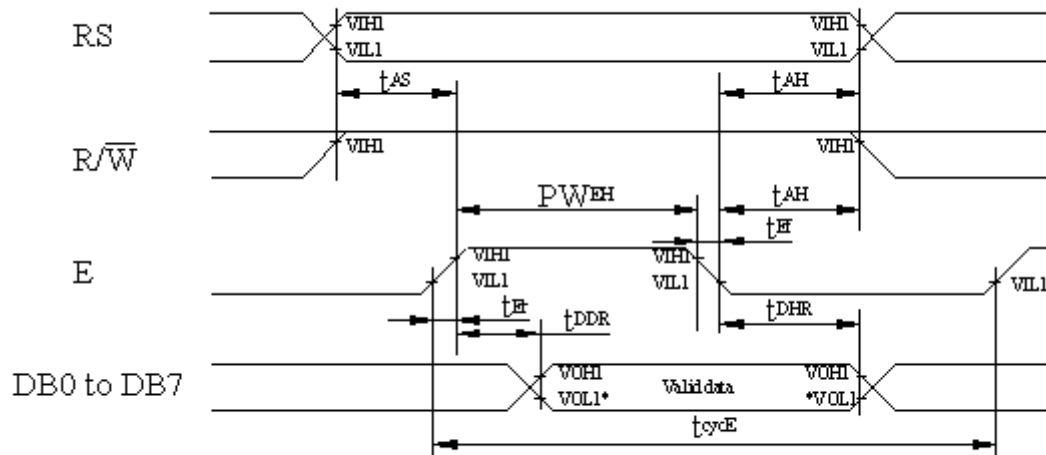 RS VIH1 VIH1
VIL1 VIL1
tAS tAH
R/W̅ VIH1 VIH1
PWEH tAH
tEf
E VIH1 VIH1
VIL1 VIL1 VIL1
tEr tDDR tDHR
DB0 to DB7 VOH1 Valid data VOH1
VOL1* *VOL1
tcycE